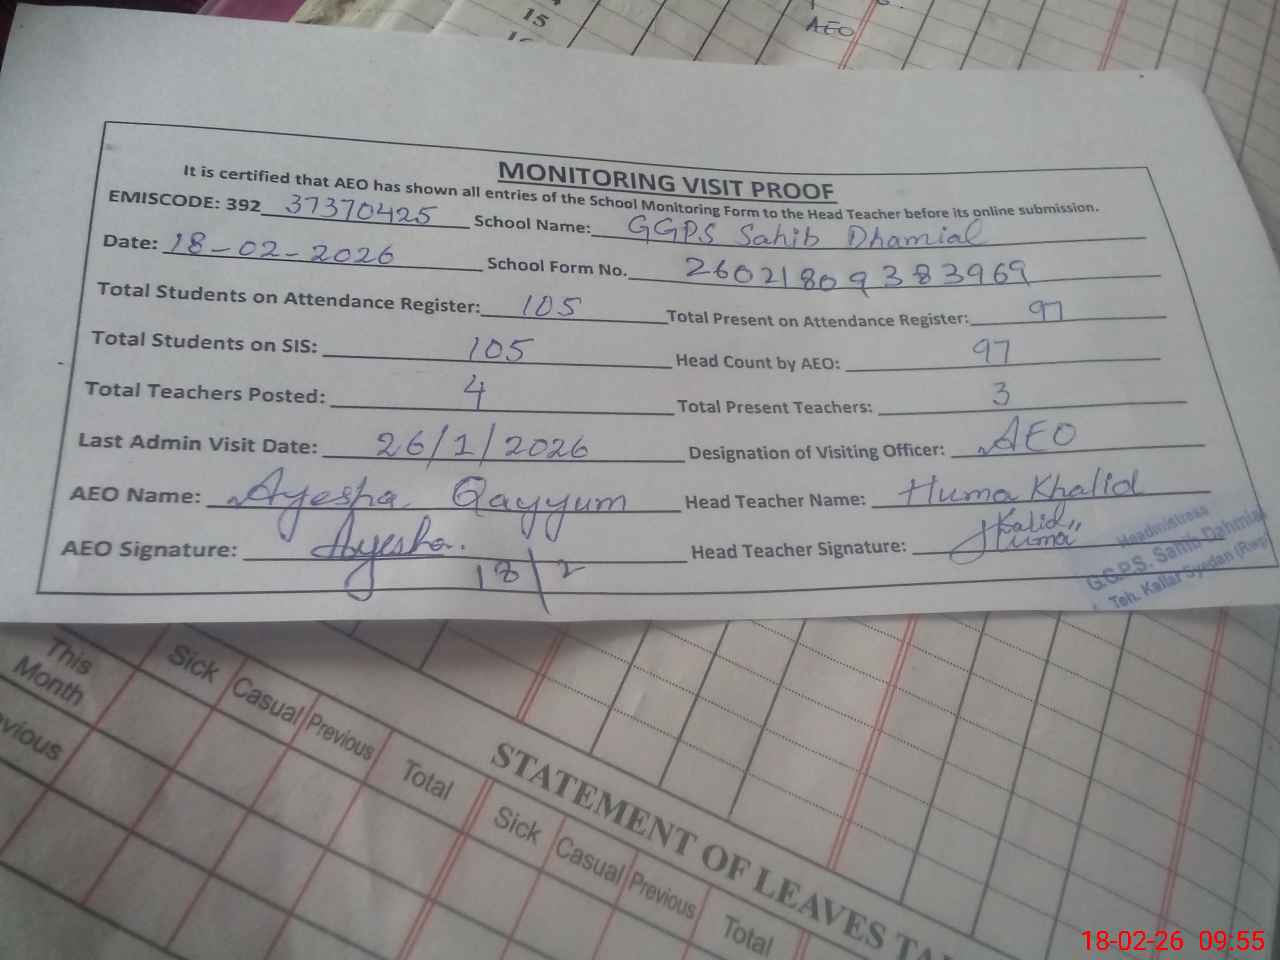 15
AEO
MONITORING VISIT PROOF
It is certified that AEO has shown all entries of the School Monitoring Form to the Head Teacher before its online submission.
EMISCODE: 392 37370425 School Name: GGPS Sahib Dhamial
Date: 18-02-2026 School Form No. 26021809383969
Total Students on Attendance Register: 105 Total Present on Attendance Register: 97
Total Students on SIS: 105 Head Count by AEO: 97
Total Teachers Posted: 4 Total Present Teachers: 3
Last Admin Visit Date: 26/1/2026 Designation of Visiting Officer: AEO
AEO Name: Ayesha Qayyum Head Teacher Name: Huma Khalid
AEO Signature: Ayesha. Head Teacher Signature: Khalid Huma
18/2
Headmistress
G.G.P.S. Sahib Dahmial
Teh. Kallar Syedan (Rwp)
This Month Sick Casual Previous Total Sick Casual Previous Total
STATEMENT OF LEAVES TA
vious
18-02-26 09:55